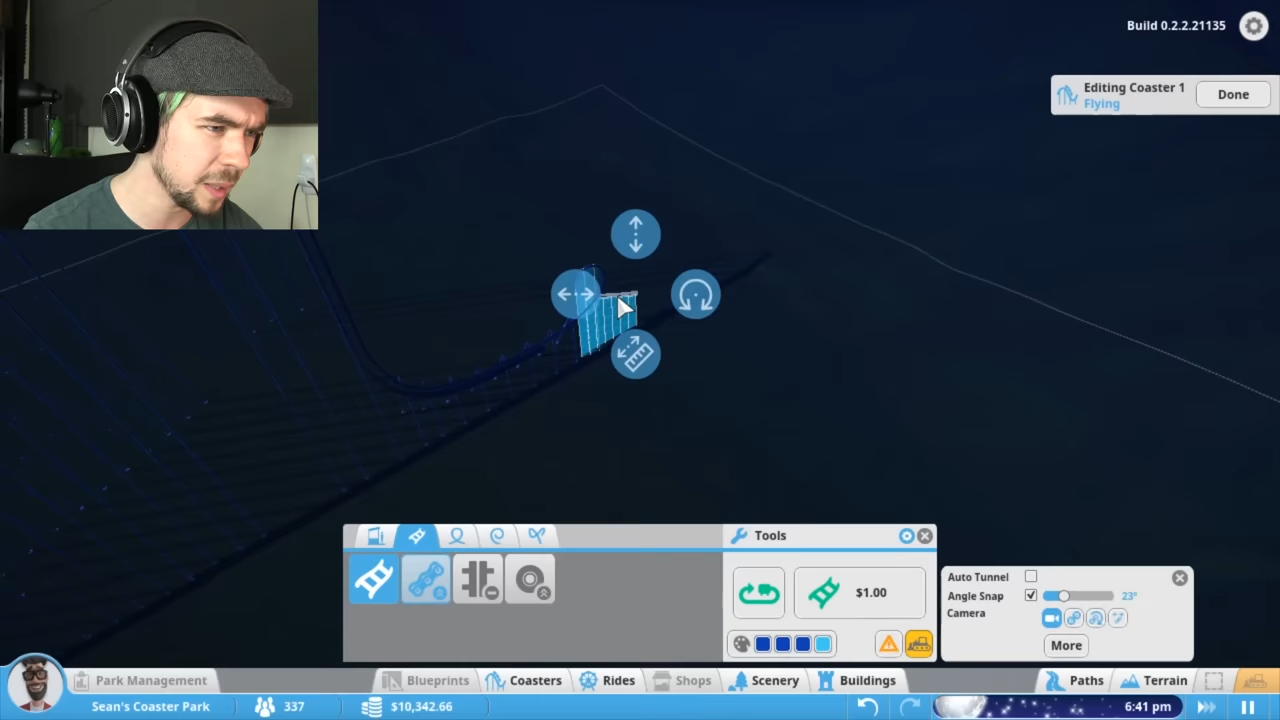 Build 0.2.2.21135
Editing Coaster 1
Flying
Done
Tools
$1.00
Auto Tunnel
Angle Snap
23°
Camera
More
Park Management
Blueprints
Coasters
Rides
Shops
Scenery
Buildings
Paths
Terrain
Sean's Coaster Park
337
$10,342.66
6:41 pm